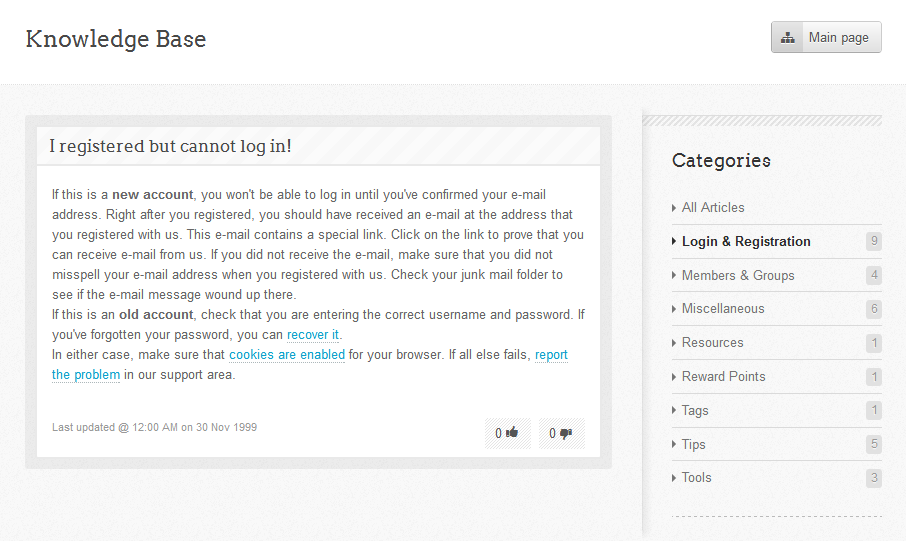 Knowledge Base
Main page
I registered but cannot log in!
If this is a new account, you won't be able to log in until you've confirmed your e-mail
address. Right after you registered, you should have received an e-mail at the address that
you registered with us. This e-mail contains a special link. Click on the link to prove that you
can receive e-mail from us. If you did not receive the e-mail, make sure that you did not
misspell your e-mail address when you registered with us. Check your junk mail folder to
see if the e-mail message wound up there.
If this is an old account, check that you are entering the correct username and password. If
you've forgotten your password, you can recover it.
In either case, make sure that cookies are enabled for your browser. If all else fails, report
the problem in our support area.
Last updated @ 12:00 AM on 30 Nov 1999
0 0
Categories
All Articles
Login & Registration 9
Members & Groups 4
Miscellaneous 6
Resources 1
Reward Points 1
Tags 1
Tips 5
Tools 3